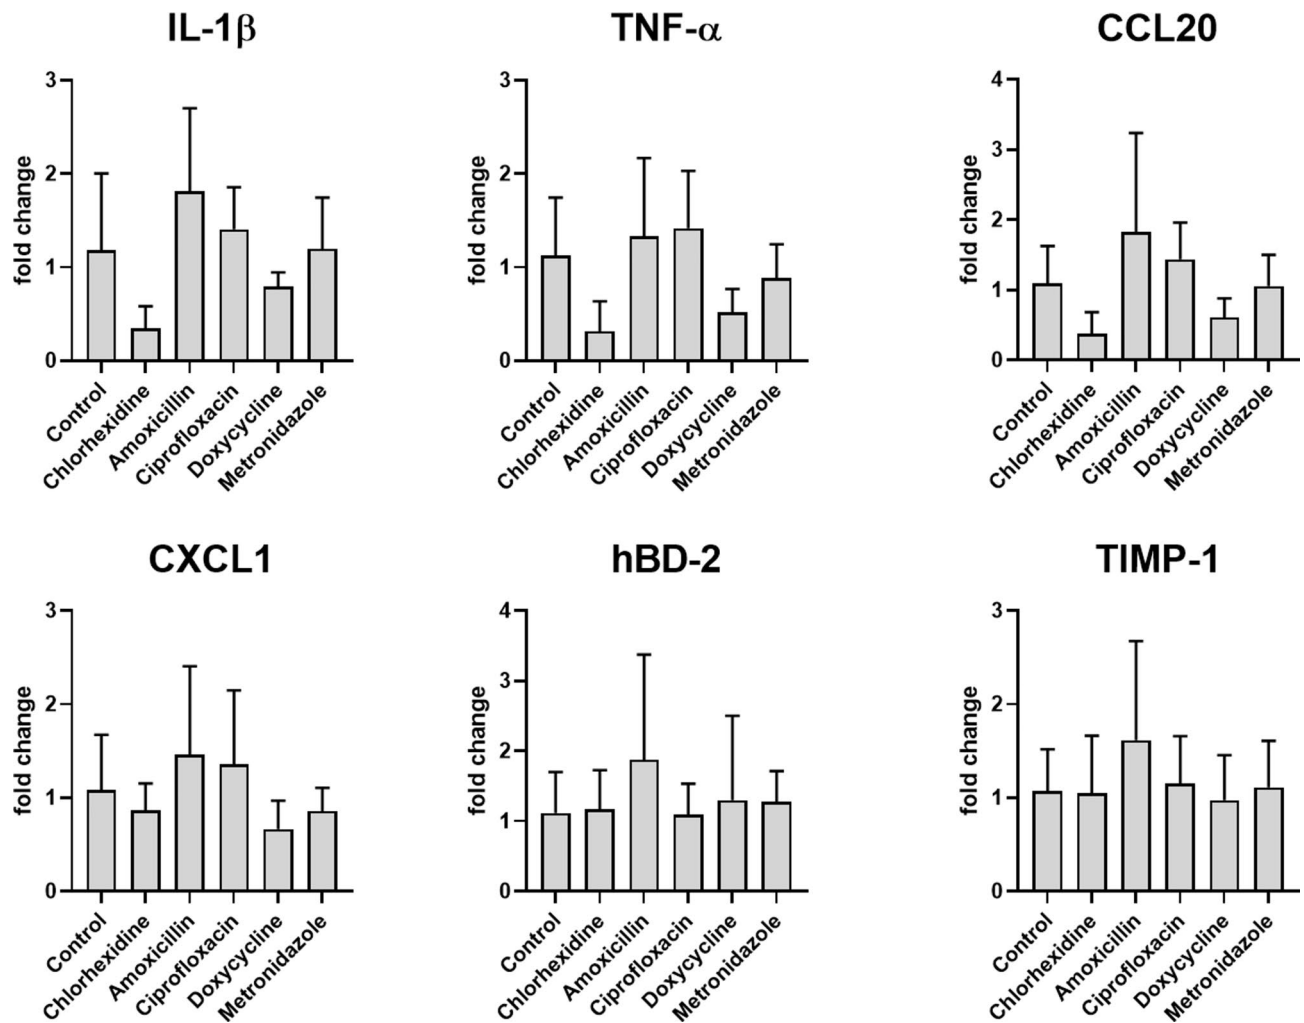 IL-1β
fold change
3
2
1
0
Control
Chlorhexidine
Amoxicillin
Ciprofloxacin
Doxycycline
Metronidazole
TNF-α
fold change
3
2
1
0
Control
Chlorhexidine
Amoxicillin
Ciprofloxacin
Doxycycline
Metronidazole
CCL20
fold change
4
3
2
1
0
Control
Chlorhexidine
Amoxicillin
Ciprofloxacin
Doxycycline
Metronidazole
CXCL1
fold change
3
2
1
0
Control
Chlorhexidine
Amoxicillin
Ciprofloxacin
Doxycycline
Metronidazole
hBD-2
fold change
4
3
2
1
0
Control
Chlorhexidine
Amoxicillin
Ciprofloxacin
Doxycycline
Metronidazole
TIMP-1
fold change
3
2
1
0
Control
Chlorhexidine
Amoxicillin
Ciprofloxacin
Doxycycline
Metronidazole